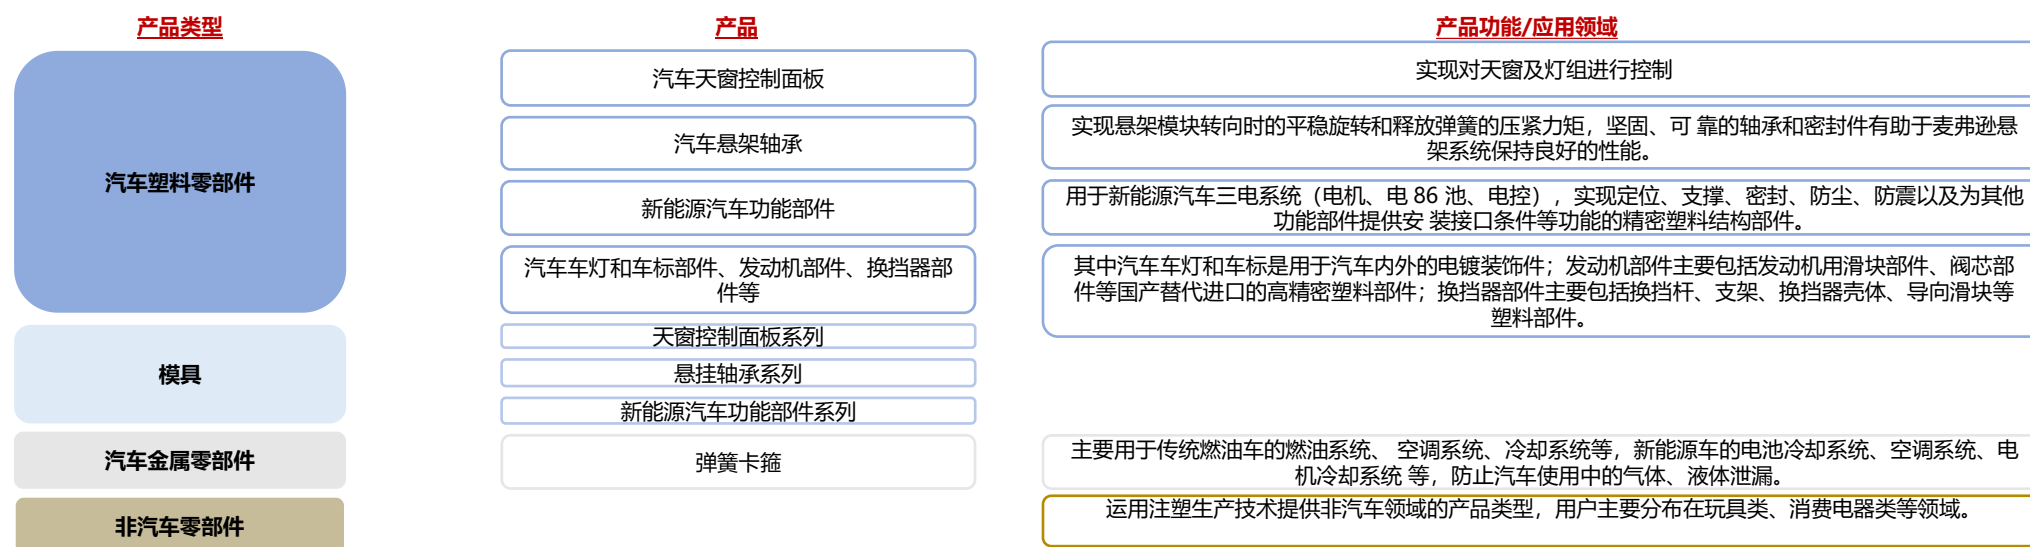 产品类型
产品
产品功能/应用领域
汽车塑料零部件
汽车天窗控制面板
实现对天窗及灯组进行控制
汽车悬架轴承
实现悬架模块转向时的平稳旋转和释放弹簧的压紧力矩，坚固、可 靠的轴承和密封件有助于麦弗逊悬
架系统保持良好的性能。
新能源汽车功能部件
用于新能源汽车三电系统（电机、电 86 池、电控），实现定位、支撑、密封、防尘、防震以及为其他
功能部件提供安 装接口条件等功能的精密塑料结构部件。
汽车车灯和车标部件、发动机部件、换挡器部
件等
其中汽车车灯和车标是用于汽车内外的电镀装饰件；发动机部件主要包括发动机用滑块部件、阀芯部
件等国产替代进口的高精密塑料部件；换挡器部件主要包括换挡杆、支架、换挡器壳体、导向滑块等
塑料部件。
模具
天窗控制面板系列
悬挂轴承系列
新能源汽车功能部件系列
汽车金属零部件
弹簧卡箍
主要用于传统燃油车的燃油系统、 空调系统、冷却系统等，新能源车的电池冷却系统、空调系统、电
机冷却系统 等，防止汽车使用中的气体、液体泄漏。
非汽车零部件
运用注塑生产技术提供非汽车领域的产品类型，用户主要分布在玩具类、消费电器类等领域。